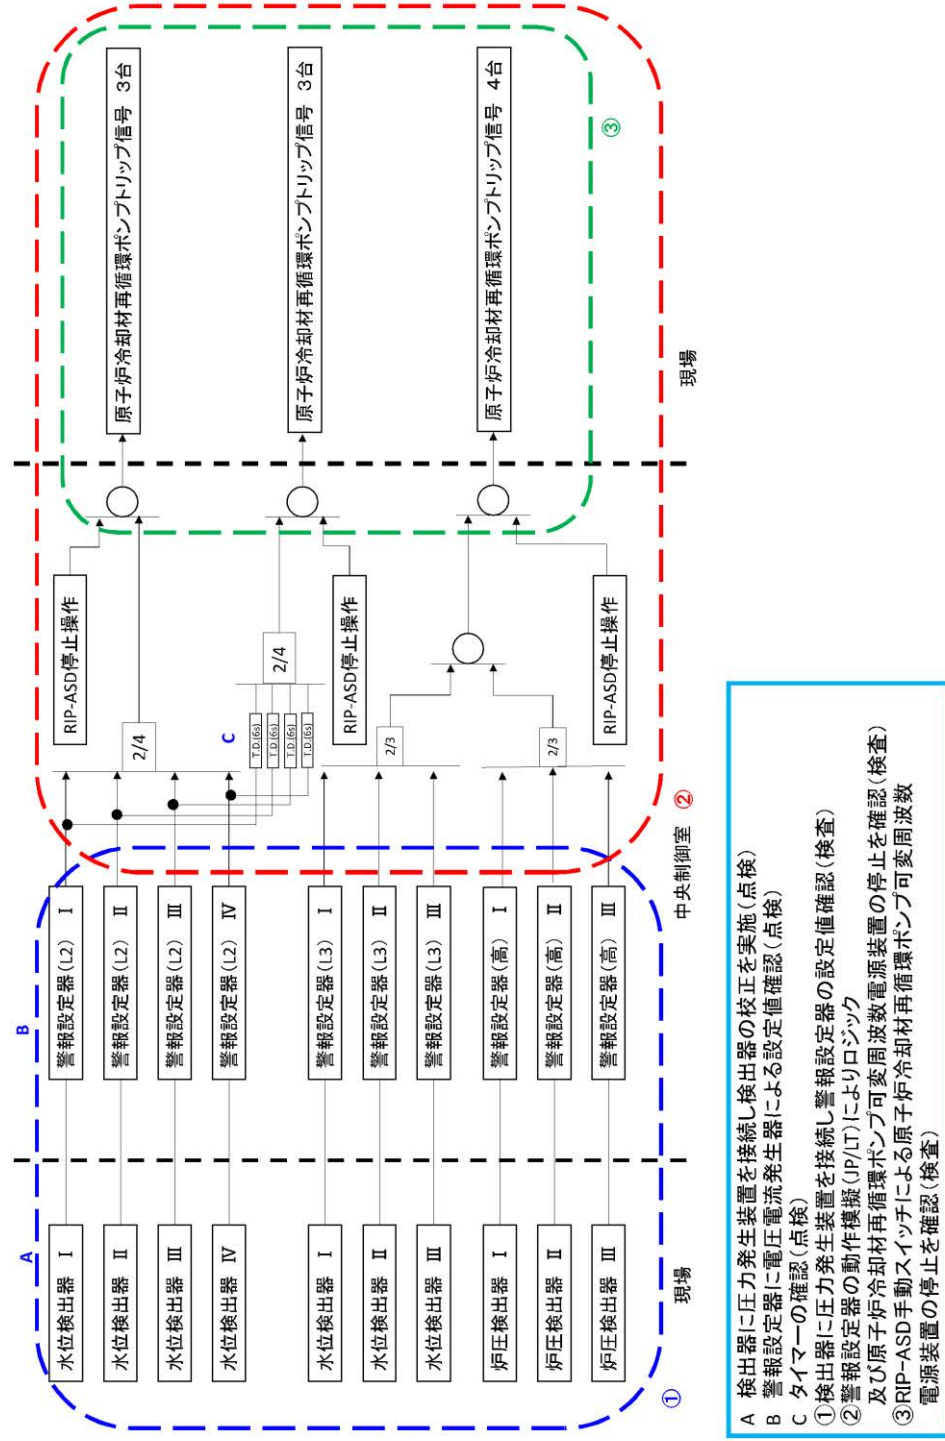 A
B
水位検出器 Ⅰ
警報設定器(L2) Ⅰ
RIP-ASD停止操作
原子炉冷却材再循環ポンプトリップ信号 3台
水位検出器 Ⅱ
警報設定器(L2) Ⅱ
2/4
水位検出器 Ⅲ
警報設定器(L2) Ⅲ
水位検出器 Ⅳ
警報設定器(L2) Ⅳ
C
T.D.(6s)
T.D.(6s)
T.D.(6s)
T.D.(6s)
2/4
原子炉冷却材再循環ポンプトリップ信号 3台
水位検出器 Ⅰ
警報設定器(L3) Ⅰ
RIP-ASD停止操作
水位検出器 Ⅱ
警報設定器(L3) Ⅱ
2/3
水位検出器 Ⅲ
警報設定器(L3) Ⅲ
炉圧検出器 Ⅰ
警報設定器(高) Ⅰ
原子炉冷却材再循環ポンプトリップ信号 4台
炉圧検出器 Ⅱ
警報設定器(高) Ⅱ
2/3
炉圧検出器 Ⅲ
警報設定器(高) Ⅲ
RIP-ASD停止操作
③
①
現場
中央制御室
②
現場
A 検出器に圧力発生装置を接続し検出器の校正を実施(点検)
B 警報設定器に電圧電流発生器による設定値確認(点検)
C タイマーの確認(点検)
①検出器に圧力発生装置を接続し警報設定器の設定値確認(検査)
②警報設定器の動作模擬(JP/LT)によりロジック
及び原子炉冷却材再循環ポンプ可変周波数電源装置の停止を確認(検査)
③RIP-ASD手動スイッチによる原子炉冷却材再循環ポンプ可変周波数
電源装置の停止を確認(検査)